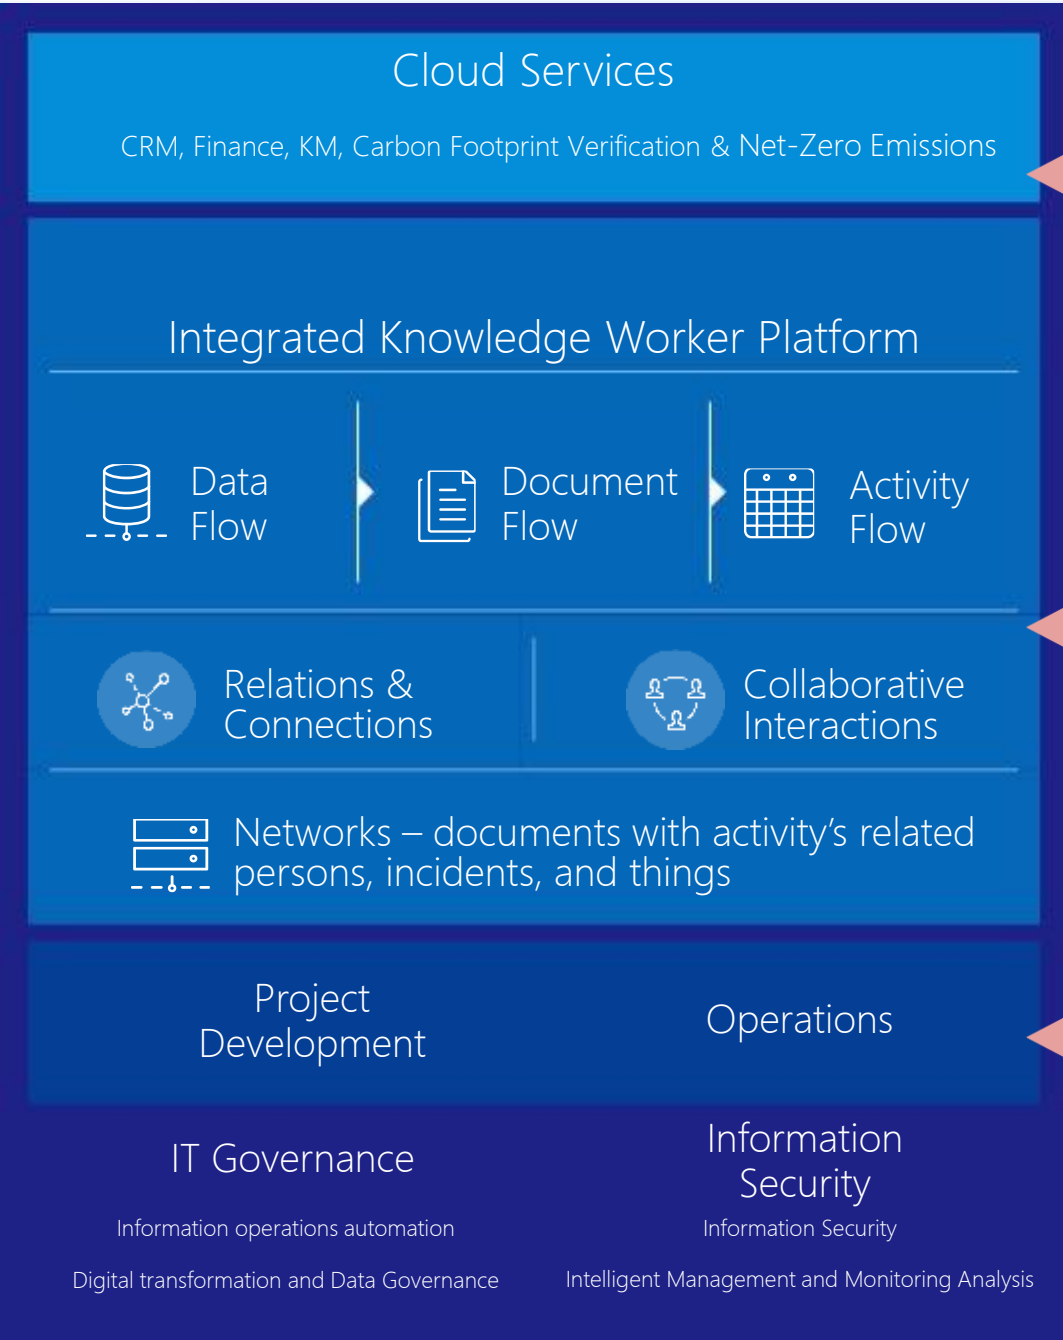 Cloud Services
CRM, Finance, KM, Carbon Footprint Verification & Net-Zero Emissions
Integrated Knowledge Worker Platform
Data
Flow
Document
Flow
Activity
Flow
Relations &
Connections
Collaborative
Interactions
Networks – documents with activity’s related
persons, incidents, and things
Project
Development
Operations
IT Governance
Information operations automation
Digital transformation and Data Governance
Information
Security
Information Security
Intelligent Management and Monitoring Analysis